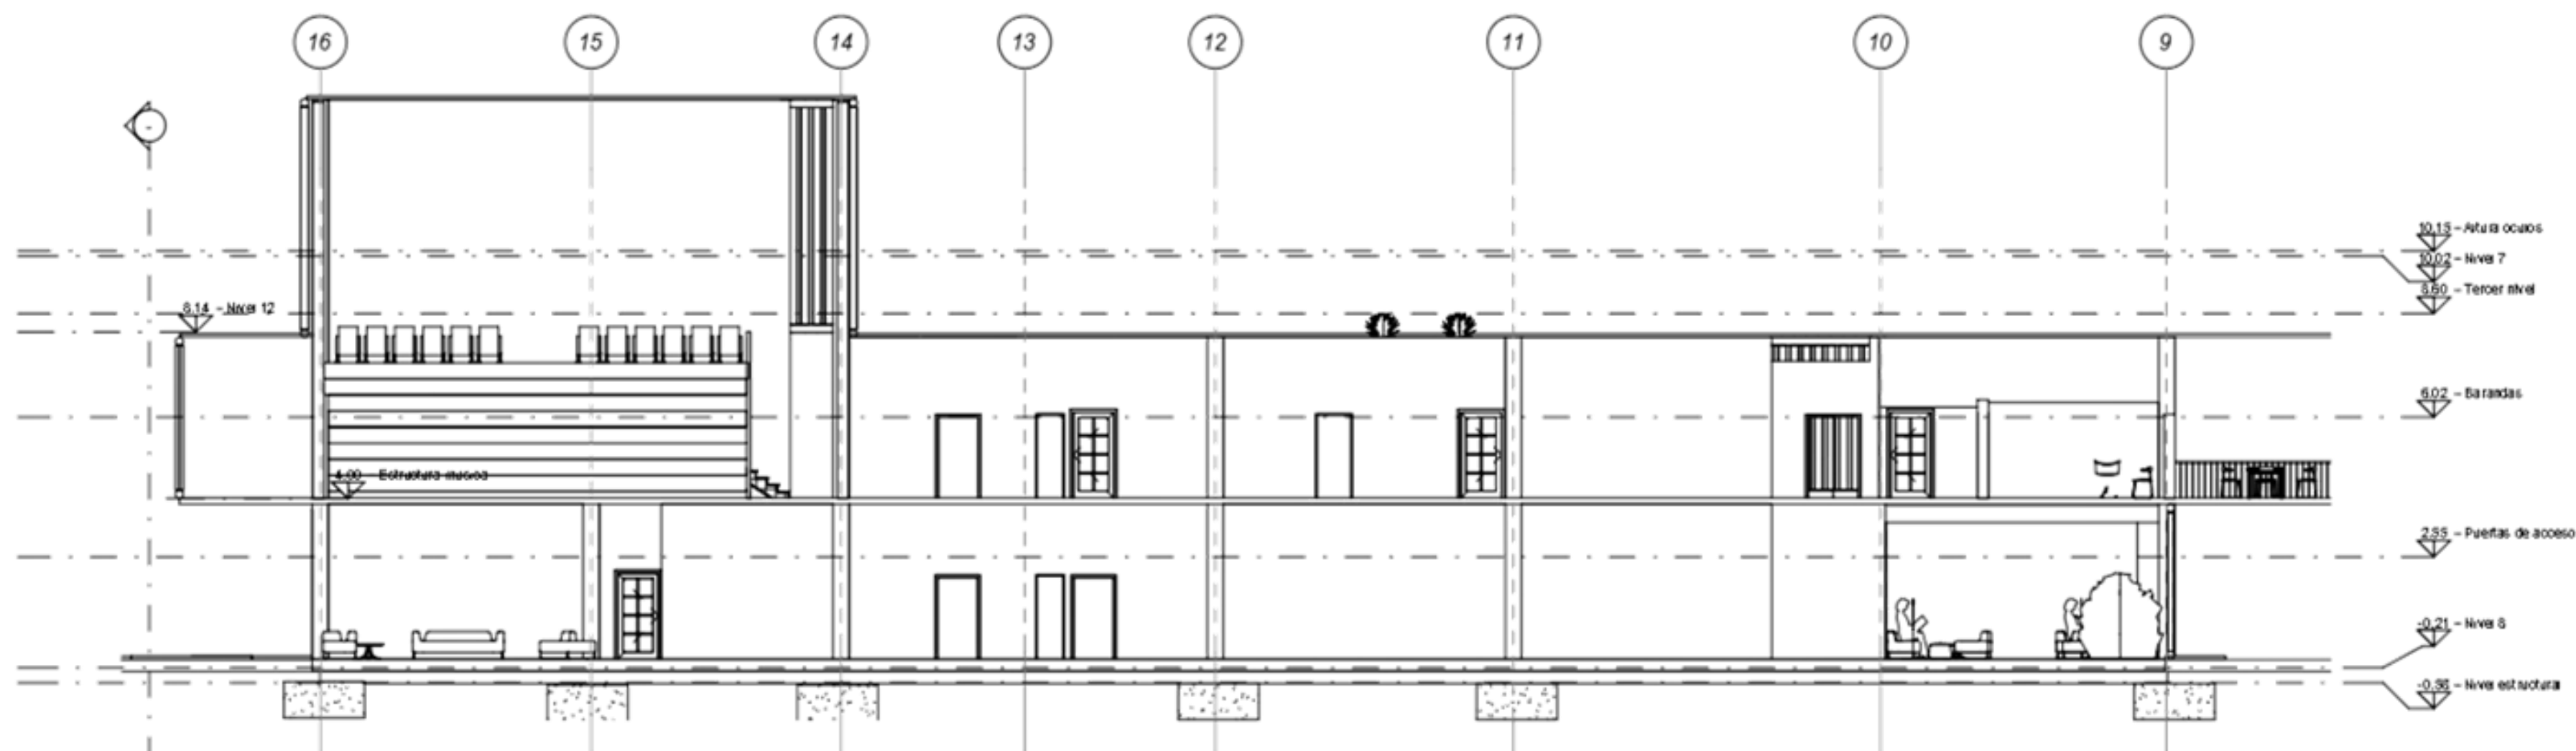 16 15 14 13 12 11 10 9
10.15 – Altura oculos
10.02 – Nivel 7
8.60 – Tercer nivel
8.14 – Nivel 12
6.02 – Barandas
4.00 – Estructura
2.55 – Puertas de acceso
-0.21 – Nivel
-0.36 – Nivel estructural